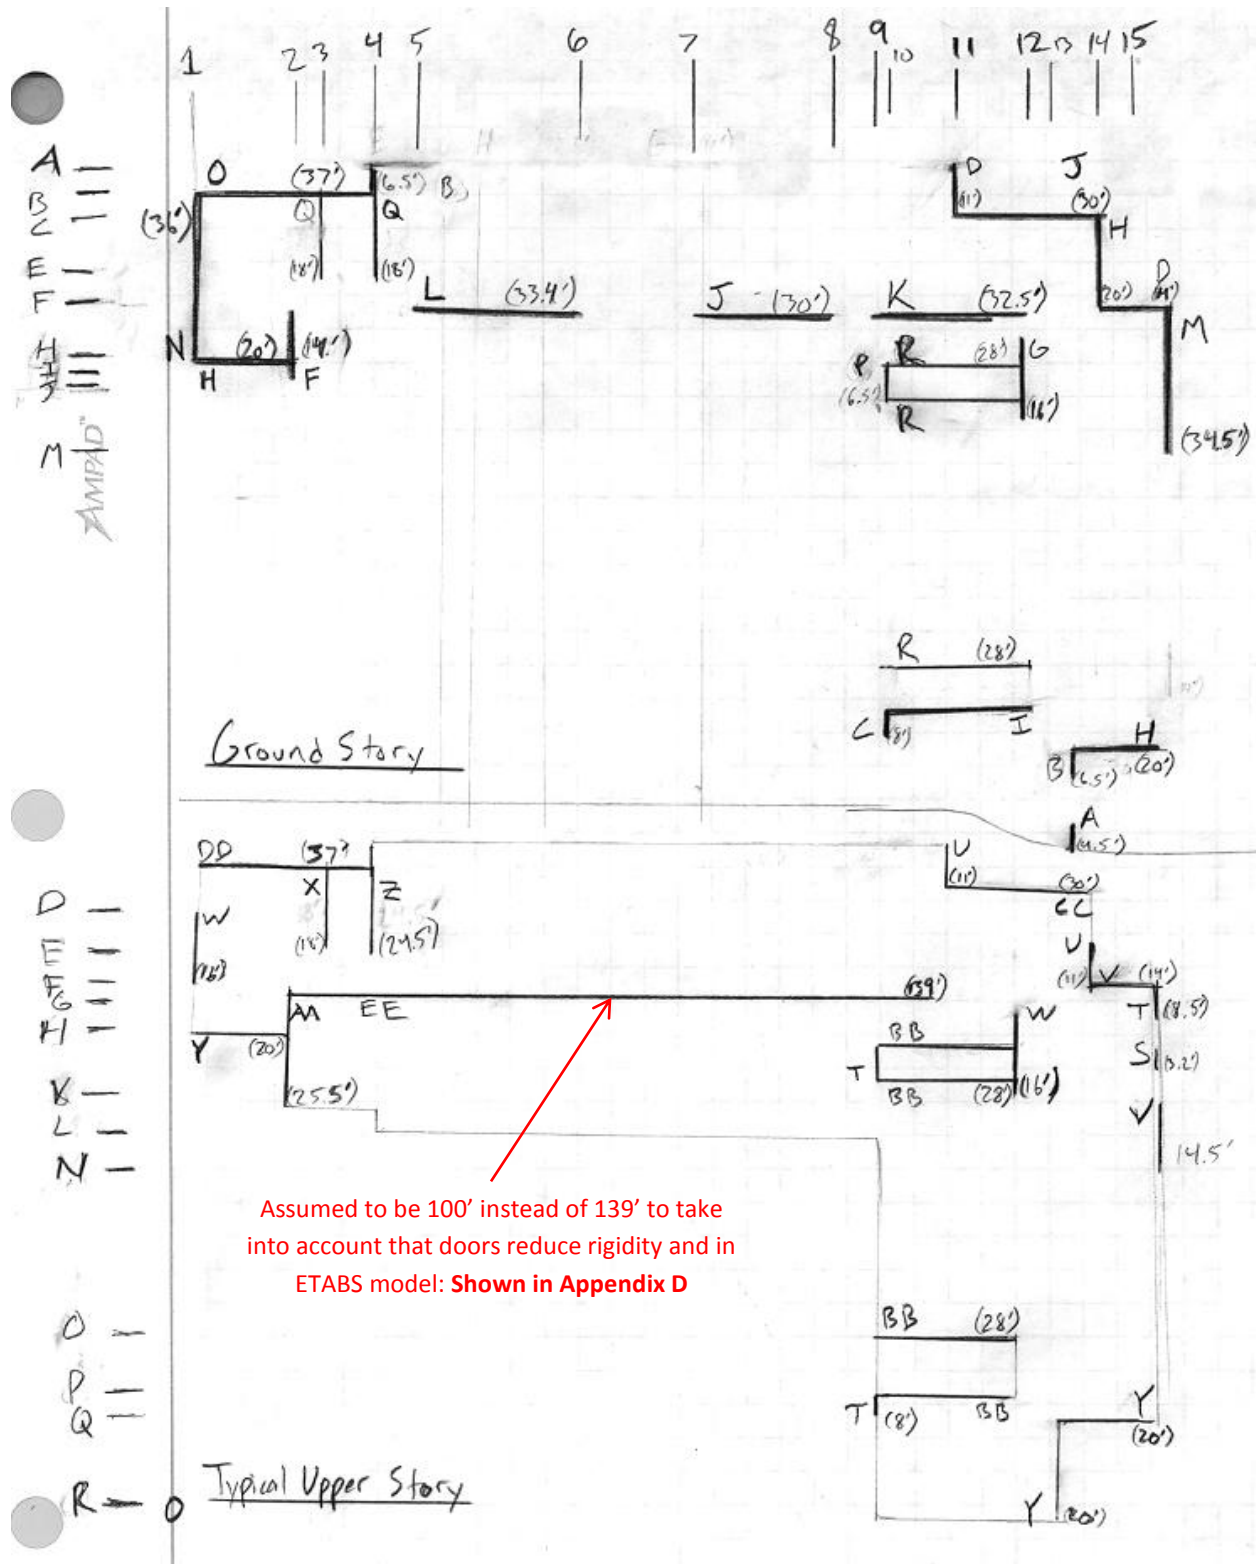 1 2 3 4 5 6 7 8 9 10 11 12 13 14 15
A
B
C
E
F
H
I
J
M
AMPAD™
O (37') (6.5') B
(36')
Q Q
(18') (18')
N (20') (14')
H F
L (33.4') J (30') K (32.5')
D J
(11') (30')
H
(20')
M
(34.5')
R (28') G
P
(6.5')
R (16')
R (28')
C (8') I
H
B (6.5') (20')
A
(4.5')
Ground Story
D
E
F
G
H
K
L
N
O
P
Q
R
DD (37')
X Z
W
(18') (24.5')
(16')
AA EE (139')
Y (20')
(25.5')
U
(11') (30')
CC
U
(11') V (14')
T (8.5')
S (3.2')
V
14.5'
BB W
T
BB (28') (16')
Assumed to be 100' instead of 139' to take
into account that doors reduce rigidity and in
ETABS model: Shown in Appendix D
BB (28')
T (8') BB
Y
(20')
Y (20')
O Typical Upper Story